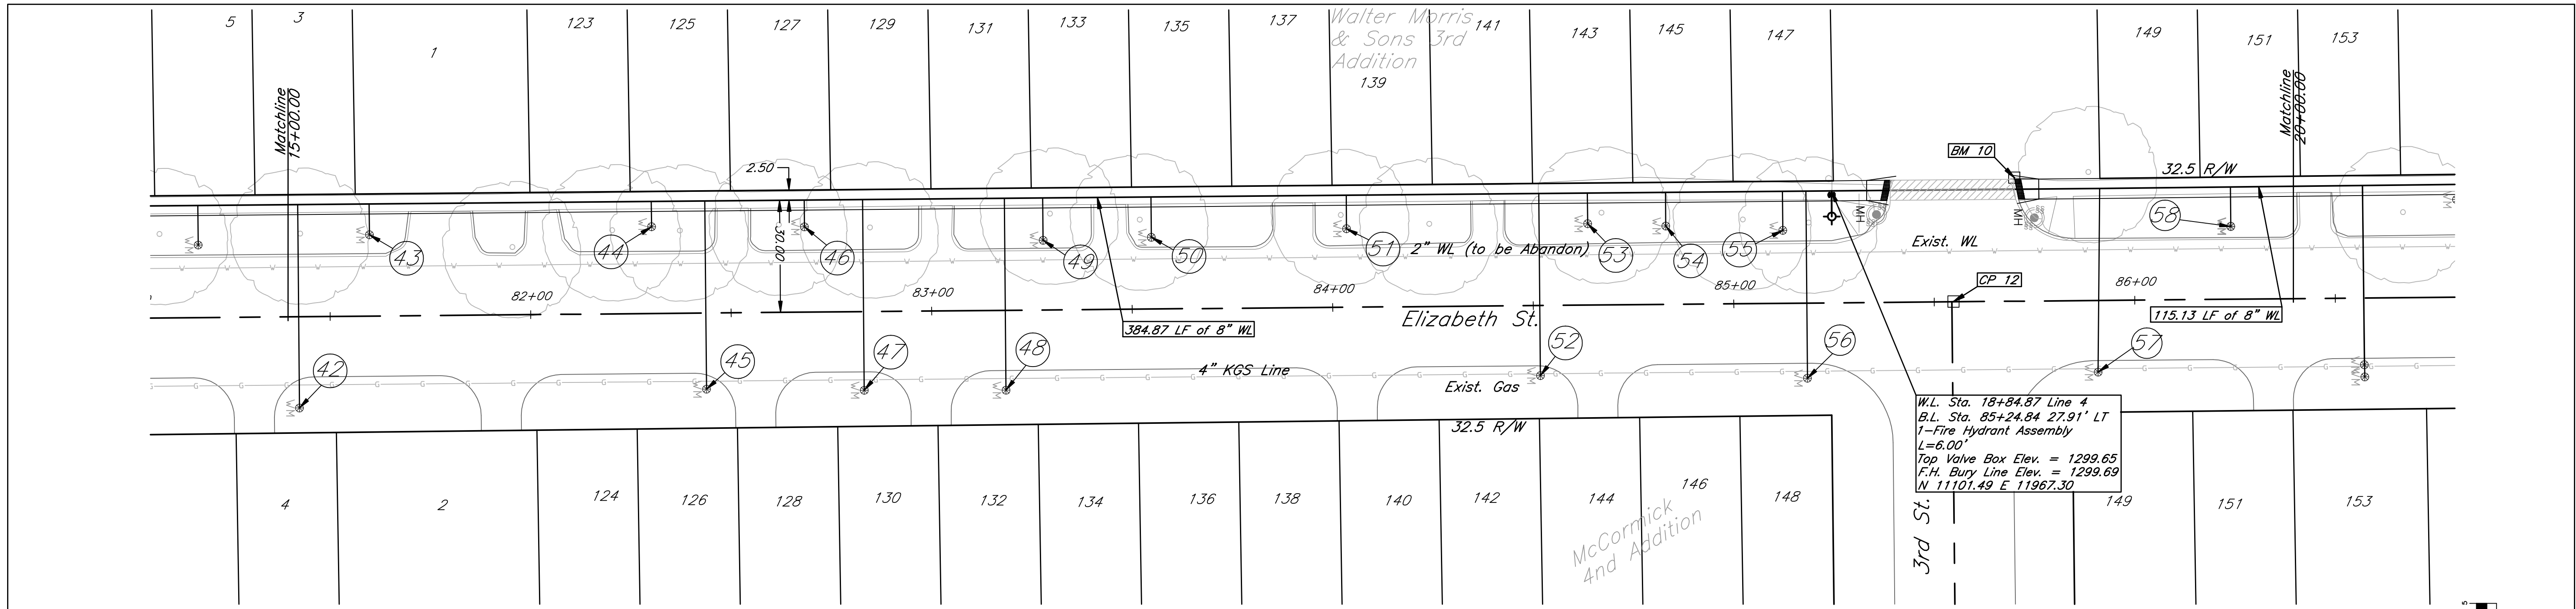 5
3
1
123
125
127
129
131
133
135
137
Walter Morris
& Sons 3rd
Addition
139
141
143
145
147
149
151
153
Matchline
15+00.00
Matchline
20+00.00
2.50
30.00
BM 10
32.5 R/W
43
44
46
49
50
51
2" WL (to be Abandon)
53
54
55
MH
MH
58
Exist. WL
W
WM
82+00
83+00
84+00
85+00
86+00
CP 12
384.87 LF of 8" WL
Elizabeth St.
115.13 LF of 8" WL
42
45
47
48
52
56
57
4" KGS Line
G
Exist. Gas
32.5 R/W
W.L. Sta. 18+84.87 Line 4
B.L. Sta. 85+24.84 27.91' LT
1-Fire Hydrant Assembly
L=6.00'
Top Valve Box Elev. = 1299.65
F.H. Bury Line Elev. = 1299.69
N 11101.49 E 11967.30
4
2
124
126
128
130
132
134
136
138
140
142
144
146
148
149
151
153
McCormick
4nd Addition
3rd St.